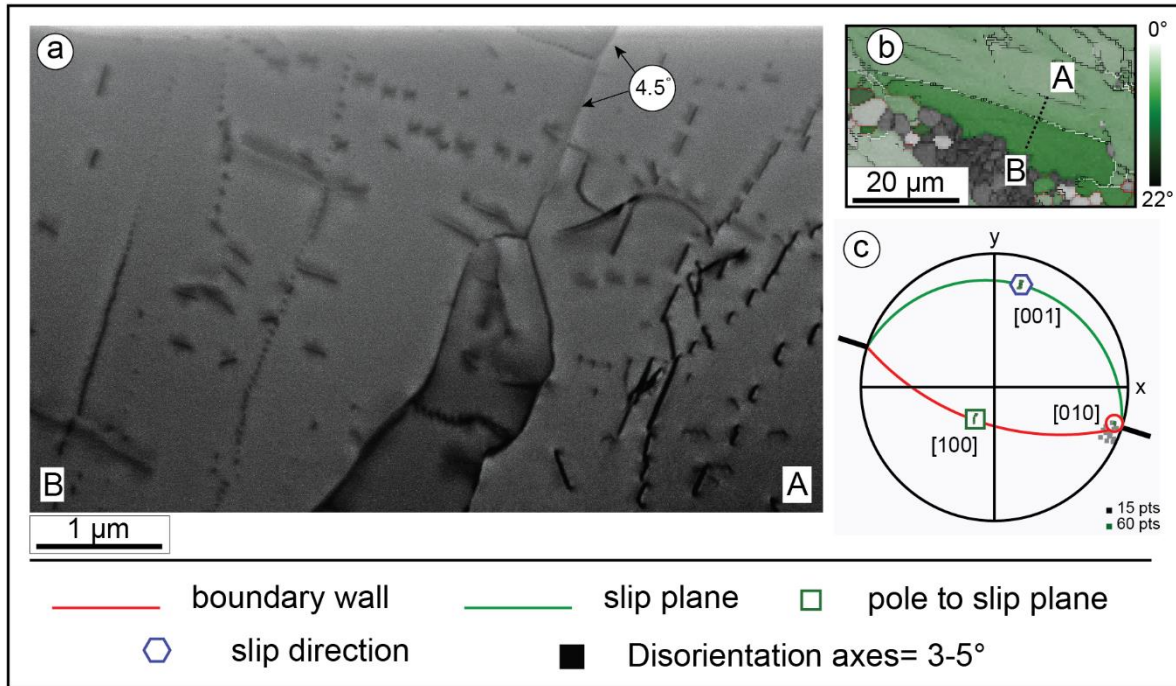 a
4.5°
B
A
1 µm
b
A
B
20 µm
0°
22°
c
y
[001]
x
[010]
[100]
15 pts
60 pts
boundary wall
slip plane
pole to slip plane
slip direction
Disorientation axes= 3-5°